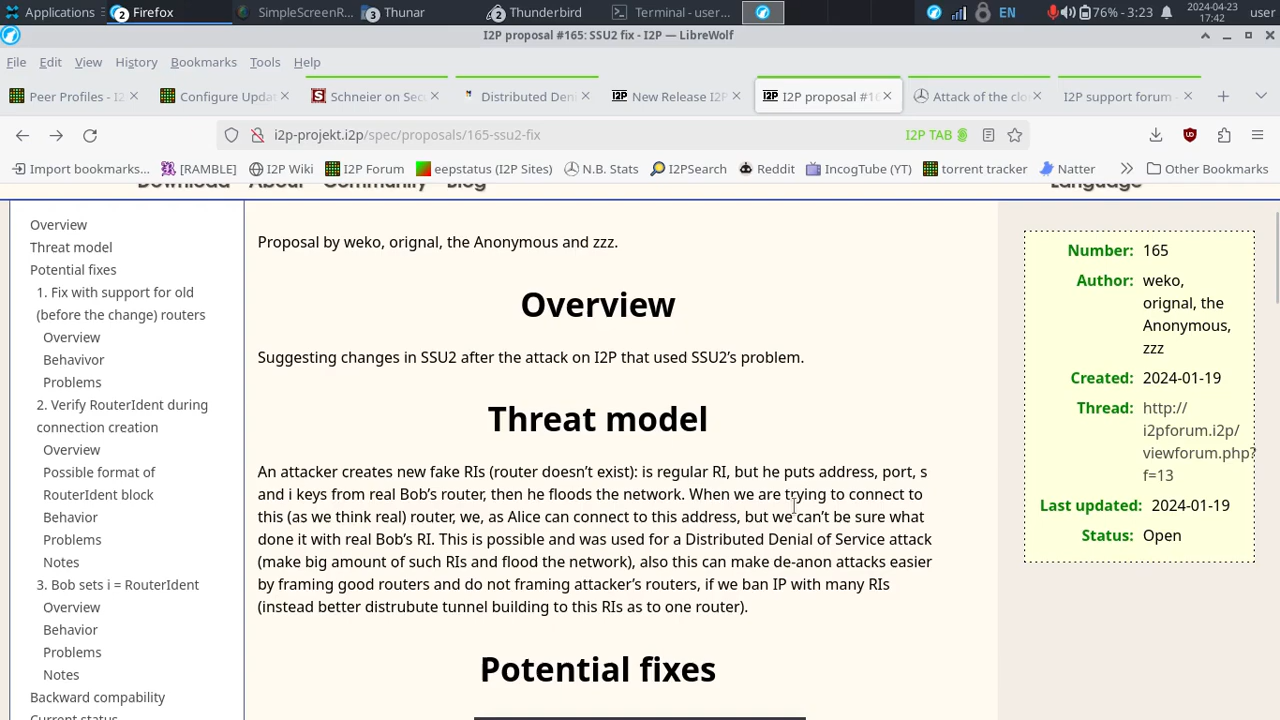 Applications
2 Firefox
SimpleScreenR...
3 Thunar
2 Thunderbird
Terminal - user...
EN
76% - 3:23
2024-04-23
17:42
user
I2P proposal #165: SSU2 fix - I2P — LibreWolf
File Edit View History Bookmarks Tools Help
Peer Profiles - I2
Configure Updat
Schneier on Sec
Distributed Deni
New Release I2P
I2P proposal #16
Attack of the clo
I2P support forum -
i2p-projekt.i2p/spec/proposals/165-ssu2-fix
I2P TAB
Import bookmarks...
[RAMBLE]
I2P Wiki
I2P Forum
eepstatus (I2P Sites)
N.B. Stats
I2PSearch
Reddit
IncogTube (YT)
torrent tracker
Natter
Other Bookmarks
Download About Community Blog
Language
Overview
Threat model
Potential fixes
1. Fix with support for old
(before the change) routers
Overview
Behavivor
Problems
2. Verify RouterIdent during
connection creation
Overview
Possible format of
RouterIdent block
Behavior
Problems
Notes
3. Bob sets i = RouterIdent
Overview
Behavior
Problems
Notes
Backward compability
Current status
Proposal by weko, orignal, the Anonymous and zzz.
Overview
Suggesting changes in SSU2 after the attack on I2P that used SSU2's problem.
Threat model
An attacker creates new fake RIs (router doesn't exist): is regular RI, but he puts address, port, s
and i keys from real Bob's router, then he floods the network. When we are trying to connect to
this (as we think real) router, we, as Alice can connect to this address, but we can't be sure what
done it with real Bob's RI. This is possible and was used for a Distributed Denial of Service attack
(make big amount of such RIs and flood the network), also this can make de-anon attacks easier
by framing good routers and do not framing attacker's routers, if we ban IP with many RIs
(instead better distrubute tunnel building to this RIs as to one router).
Potential fixes
Number: 165
Author: weko,
orignal, the
Anonymous,
zzz
Created: 2024-01-19
Thread: http://
i2pforum.i2p/
viewforum.php?
f=13
Last updated: 2024-01-19
Status: Open